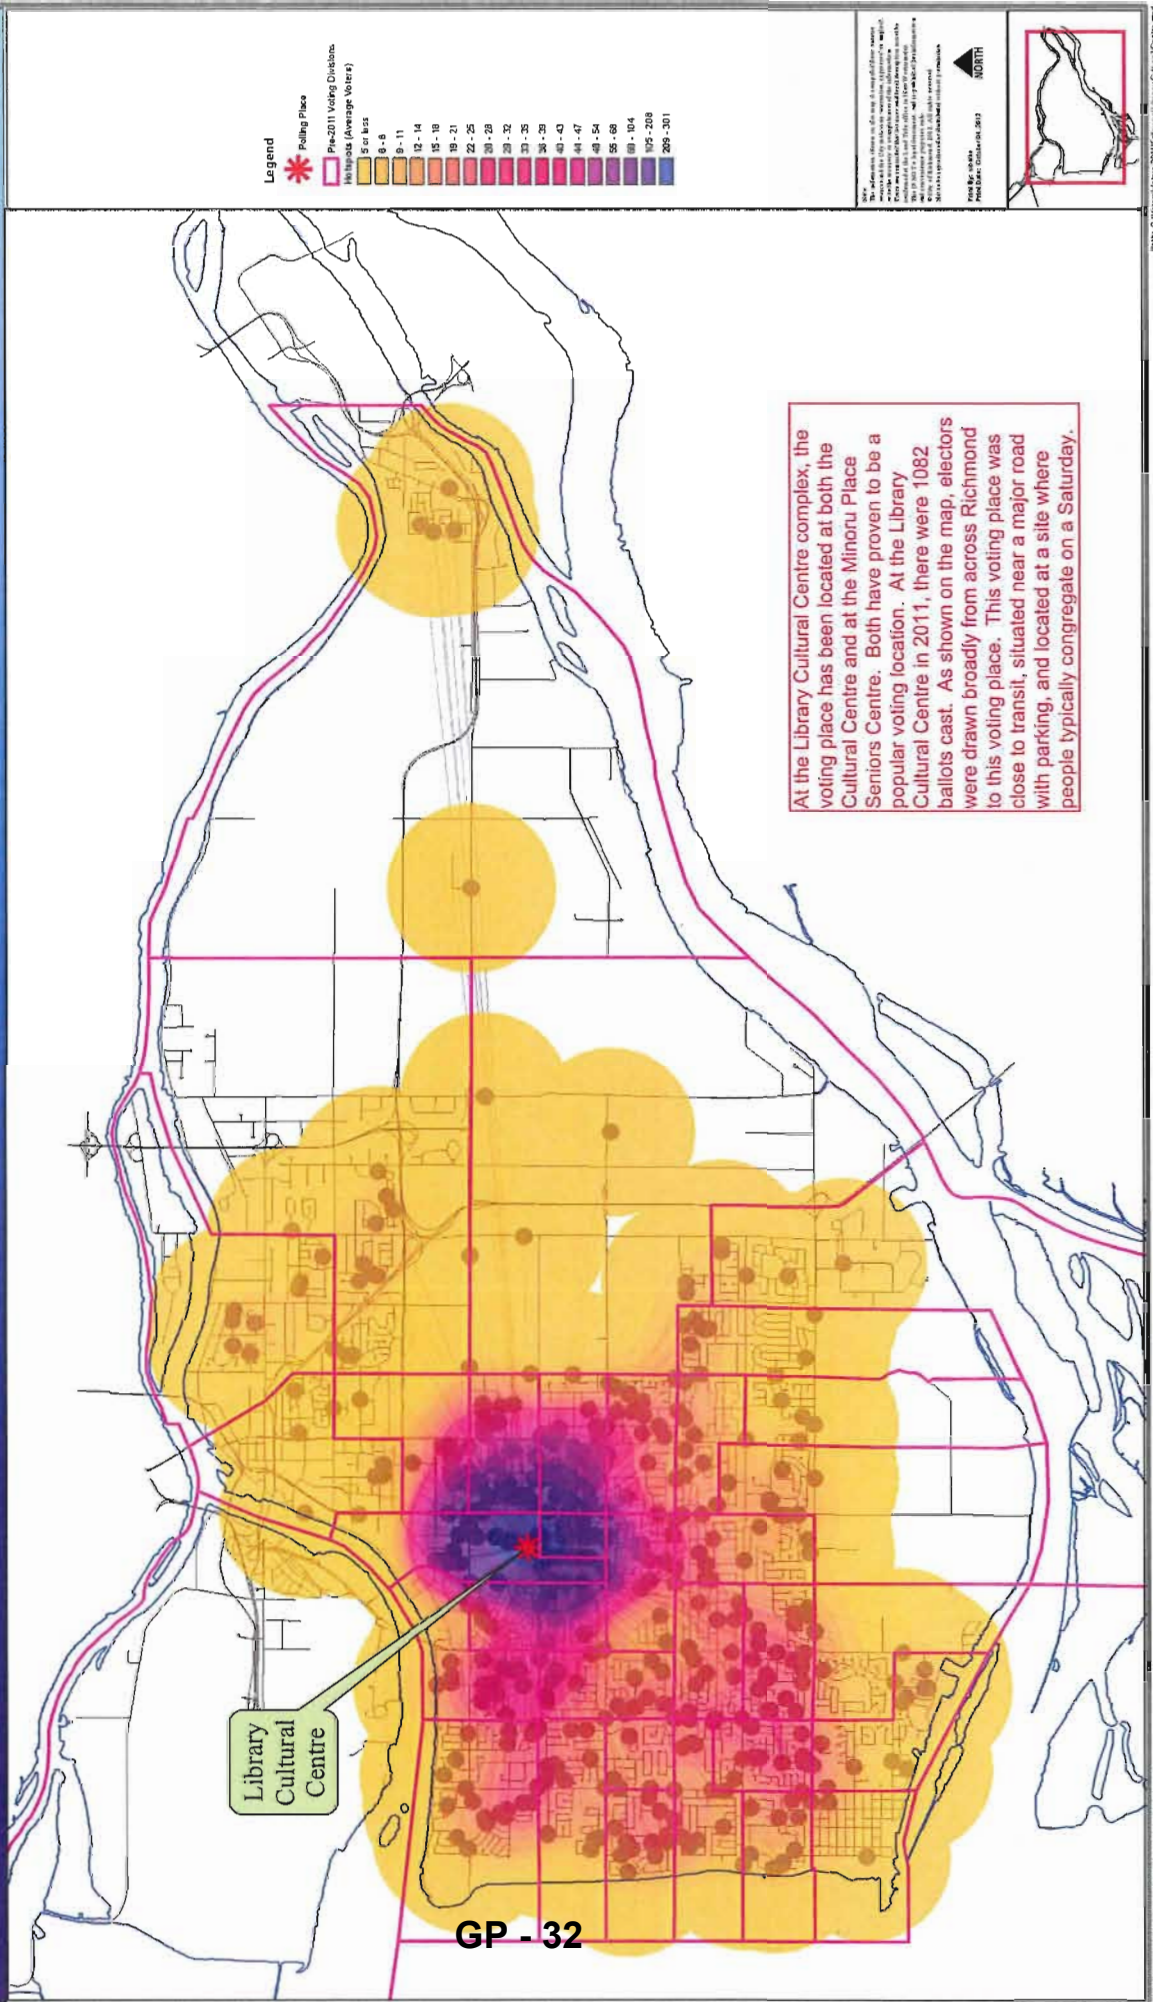 Legend
Polling Place
Pre-2011 Voting Divisions
Hotspots (Average Voters)
5 or less
6 - 8
9 - 11
12 - 14
15 - 18
19 - 21
22 - 25
26 - 28
29 - 32
33 - 35
36 - 39
40 - 43
44 - 47
48 - 54
55 - 68
69 - 104
105 - 208
209 - 301
NORTH
Library
Cultural
Centre
At the Library Cultural Centre complex, the
voting place has been located at both the
Cultural Centre and at the Minoru Place
Seniors Centre. Both have proven to be a
popular voting location. At the Library
Cultural Centre in 2011, there were 1082
ballots cast. As shown on the map, electors
were drawn broadly from across Richmond
to this voting place. This voting place was
close to transit, situated near a major road
with parking, and located at a site where
people typically congregate on a Saturday.
GP - 32